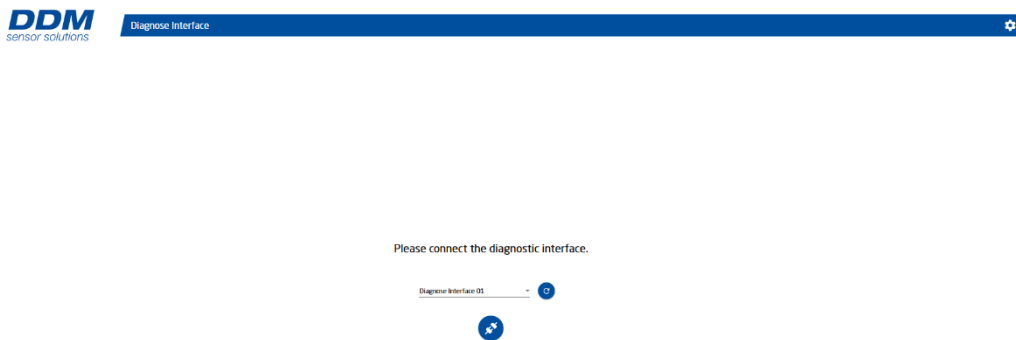 DDM
sensor solutions
Diagnose Interface
Please connect the diagnostic interface.
Diagnose Interface 01